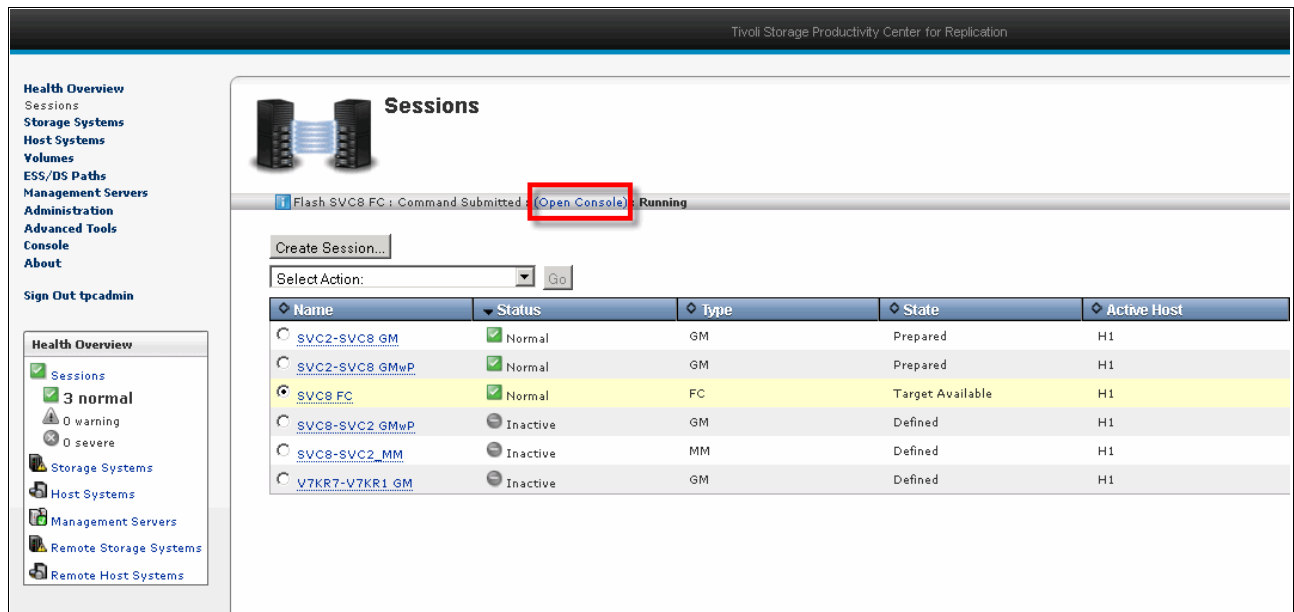 Tivoli Storage Productivity Center for Replication
Health Overview
Sessions
Storage Systems
Host Systems
Volumes
ESS/DS Paths
Management Servers
Administration
Advanced Tools
Console
About
Sign Out tpcadmin
Health Overview
Sessions
3 normal
0 warning
0 severe
Storage Systems
Host Systems
Management Servers
Remote Storage Systems
Remote Host Systems
Sessions
Flash SVC8 FC : Command Submitted : (Open Console) : Running
Create Session...
Select Action: Go
Name Status Type State Active Host
SVC2-SVC8 GM Normal GM Prepared H1
SVC2-SVC8 GMwP Normal GM Prepared H1
SVC8 FC Normal FC Target Available H1
SVC8-SVC2 GMwP Inactive GM Defined H1
SVC8-SVC2_MM Inactive MM Defined H1
V7KR7-V7KR1 GM Inactive GM Defined H1